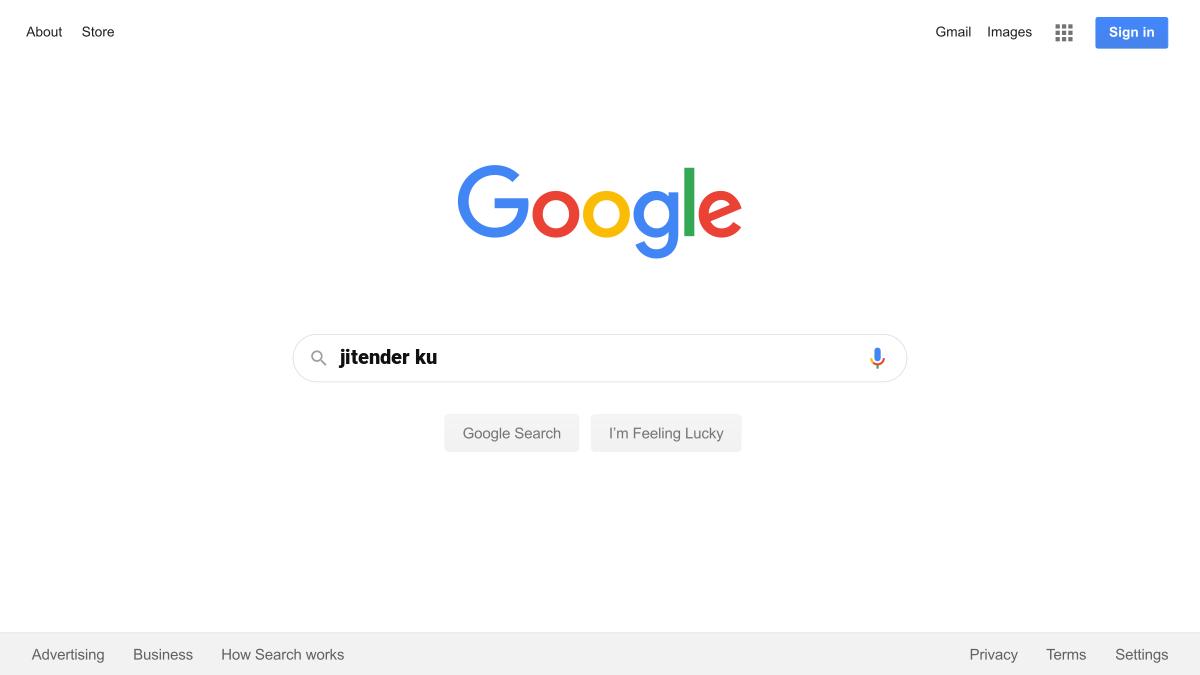 About Store Gmail Images Sign in
Google
jitender ku
Google Search I'm Feeling Lucky
Advertising Business How Search works Privacy Terms Settings